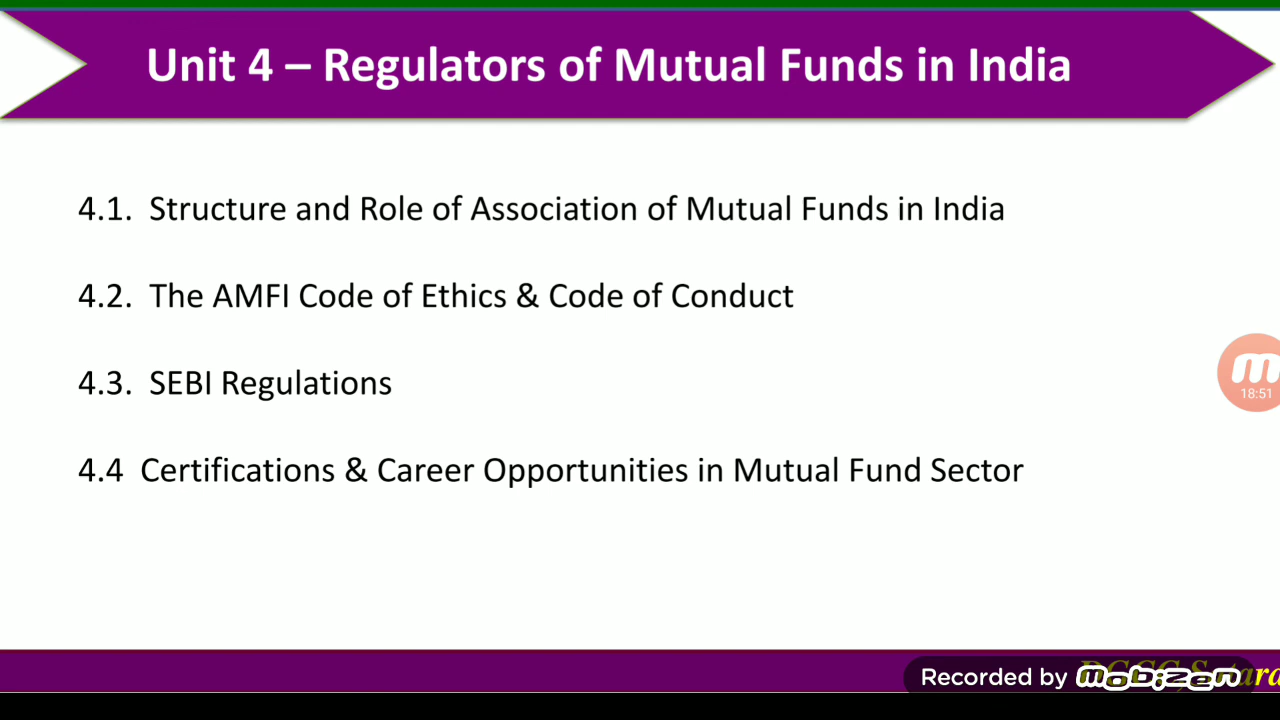 Unit 4 – Regulators of Mutual Funds in India
4.1. Structure and Role of Association of Mutual Funds in India
4.2. The AMFI Code of Ethics & Code of Conduct
4.3. SEBI Regulations
18:51
4.4 Certifications & Career Opportunities in Mutual Fund Sector
Recorded by mobizen